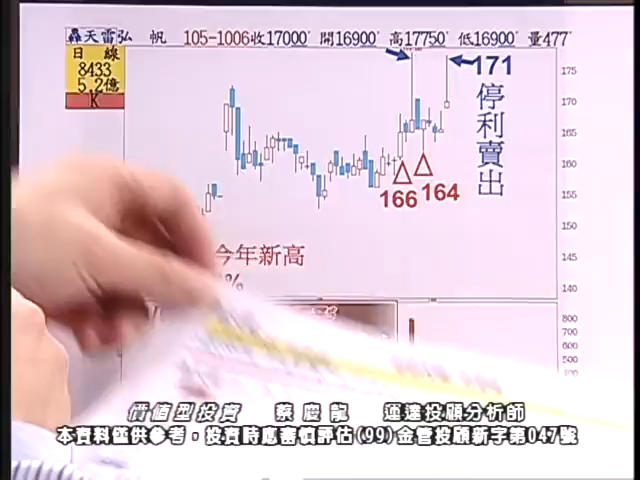 轟天雷弘 帆 105-1006收17000' 開16900' 高17750' 低16900' 量477'
日 線
8433
5.2億
K
171
停利賣出
175
170
165
160
155
150
145
140
166
164
今年新高
%
800
700
600
500
400
價值型投資 蔡慶龍 運達投顧分析師
本資料僅供參考,投資時應審慎評估(99)金管投顧新字第047號